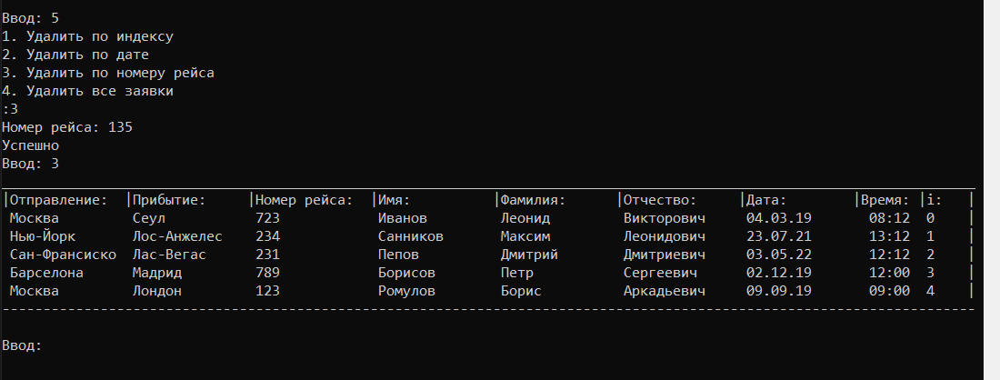 Ввод: 5
1. Удалить по индексу
2. Удалить по дате
3. Удалить по номеру рейса
4. Удалить все заявки
:3
Номер рейса: 135
Успешно
Ввод: 3
|Отправление: |Прибытие: |Номер рейса: |Имя: |Фамилия: |Отчество: |Дата: |Время: |i: |
Москва Сеул 723 Иванов Леонид Викторович 04.03.19 08:12 0 |
Нью-Йорк Лос-Анжелес 234 Санников Максим Леонидович 23.07.21 13:12 1 |
Сан-Франсиско Лас-Вегас 231 Пепов Дмитрий Дмитриевич 03.05.22 12:12 2 |
Барселона Мадрид 789 Борисов Петр Сергеевич 02.12.19 12:00 3 |
Москва Лондон 123 Ромулов Борис Аркадьевич 09.09.19 09:00 4 |
Ввод: